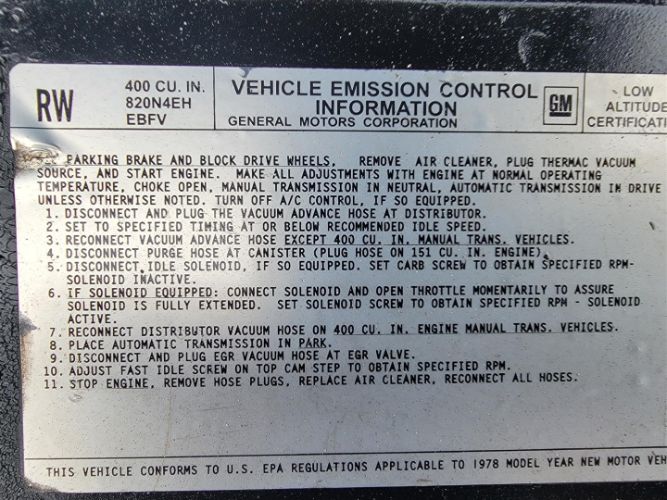 RW
400 CU. IN.
820N4EH
EBFV
VEHICLE EMISSION CONTROL
INFORMATION
GENERAL MOTORS CORPORATION
GM
LOW
ALTITUDE
CERTIFICATI
PARKING BRAKE AND BLOCK DRIVE WHEELS. REMOVE AIR CLEANER, PLUG THERMAC VACUUM
SOURCE, AND START ENGINE. MAKE ALL ADJUSTMENTS WITH ENGINE AT NORMAL OPERATING
TEMPERATURE, CHOKE OPEN, MANUAL TRANSMISSION IN NEUTRAL, AUTOMATIC TRANSMISSION IN DRIVE
UNLESS OTHERWISE NOTED. TURN OFF A/C CONTROL, IF SO EQUIPPED.
1. DISCONNECT AND PLUG THE VACUUM ADVANCE HOSE AT DISTRIBUTOR.
2. SET TO SPECIFIED TIMING AT OR BELOW RECOMMENDED IDLE SPEED.
3. RECONNECT VACUUM ADVANCE HOSE EXCEPT 400 CU. IN. MANUAL TRANS. VEHICLES.
4. DISCONNECT PURGE HOSE AT CANISTER (PLUG HOSE ON 151 CU. IN. ENGINE).
5. DISCONNECT IDLE SOLENOID, IF SO EQUIPPED. SET CARB SCREW TO OBTAIN SPECIFIED RPM-
SOLENOID INACTIVE.
6. IF SOLENOID EQUIPPED: CONNECT SOLENOID AND OPEN THROTTLE MOMENTARILY TO ASSURE
SOLENOID IS FULLY EXTENDED. SET SOLENOID SCREW TO OBTAIN SPECIFIED RPM - SOLENOID
ACTIVE.
7. RECONNECT DISTRIBUTOR VACUUM HOSE ON 400 CU. IN. ENGINE MANUAL TRANS. VEHICLES.
8. PLACE AUTOMATIC TRANSMISSION IN PARK.
9. DISCONNECT AND PLUG EGR VACUUM HOSE AT EGR VALVE.
10. ADJUST FAST IDLE SCREW ON TOP CAM STEP TO OBTAIN SPECIFIED RPM.
11. STOP ENGINE, REMOVE HOSE PLUGS, REPLACE AIR CLEANER, RECONNECT ALL HOSES.
THIS VEHICLE CONFORMS TO U.S. EPA REGULATIONS APPLICABLE TO 1978 MODEL YEAR NEW MOTOR VEH